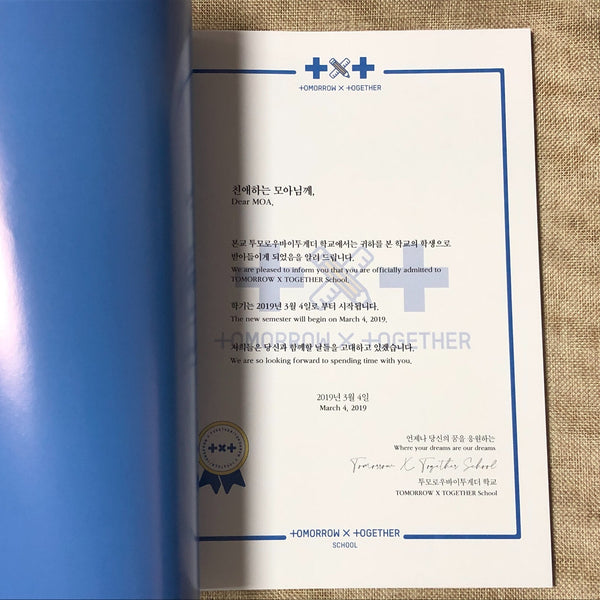 TOMORROW X TOGETHER
친애하는 모아님께,
Dear MOA,
본교 투모로우바이투게더 학교에서는 귀하를 본 학교의 학생으로
받아들이게 되었음을 알려 드립니다.
We are pleased to inform you that you are officially admitted to
TOMORROW X TOGETHER School.
학기는 2019년 3월 4일로 부터 시작됩니다.
The new semester will begin on March 4, 2019.
TOMORROW X TOGETHER
저희들은 당신과 함께할 날들을 고대하고 있겠습니다.
We are so looking forward to spending time with you.
2019년 3월 4일
March 4, 2019
언제나 당신의 꿈을 응원하는
Where your dreams are our dreams
Tomorrow X Together School
투모로우바이투게더 학교
TOMORROW X TOGETHER School
TOMORROW X TOGETHER
SCHOOL